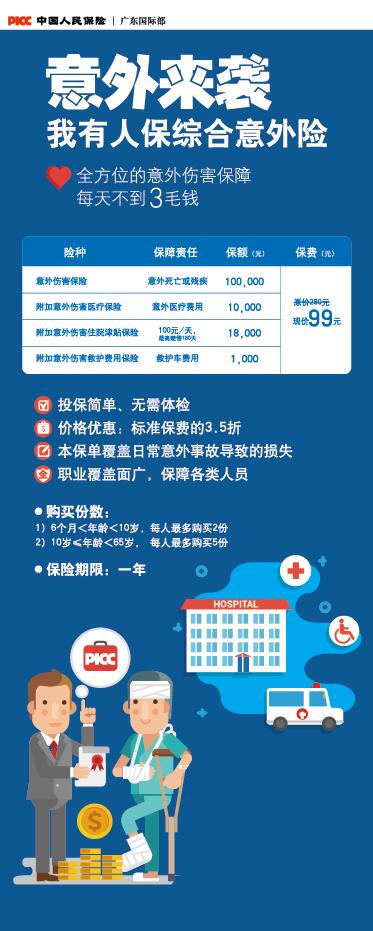 PICC 中国人民保险 | 广东国际部
意外来袭
我有人保综合意外险
全方位的意外伤害保障
每天不到3毛钱
险种 保障责任 保额（元） 保费（元）
意外伤害保险 意外死亡或残疾 100,000
附加意外伤害医疗保险 意外医疗费用 10,000
原价280元
现价99元
附加意外伤害住院津贴保险 100元/天，
最高赔偿180天
18,000
附加意外伤害救护费用保险 救护车费用 1,000
投保简单、无需体检
价格优惠：标准保费的3.5折
本保单覆盖日常意外事故导致的损失
职业覆盖面广，保障各类人员
●购买份数：
1）6个月＜年龄＜10岁，每人最多购买2份
2）10岁≤年龄＜65岁， 每人最多购买5份
●保险期限：一年
HOSPITAL
PICC